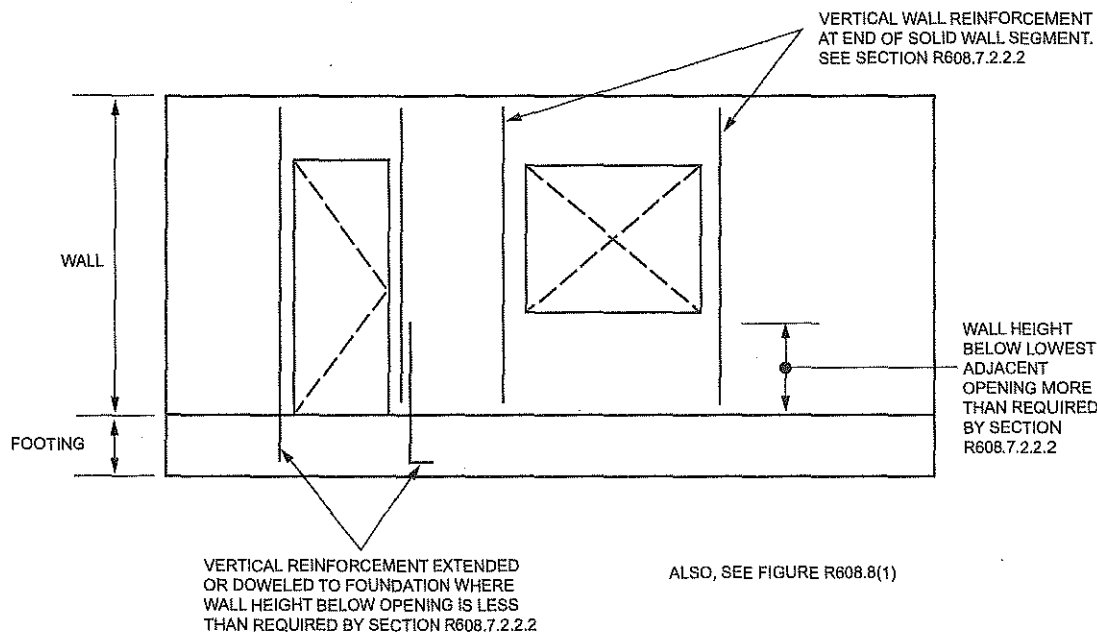 VERTICAL WALL REINFORCEMENT
AT END OF SOLID WALL SEGMENT.
SEE SECTION R608.7.2.2.2
WALL
WALL HEIGHT
BELOW LOWEST
ADJACENT
OPENING MORE
THAN REQUIRED
BY SECTION
R608.7.2.2.2
FOOTING
VERTICAL REINFORCEMENT EXTENDED
OR DOWELED TO FOUNDATION WHERE
WALL HEIGHT BELOW OPENING IS LESS
THAN REQUIRED BY SECTION R608.7.2.2.2
ALSO, SEE FIGURE R608.8(1)